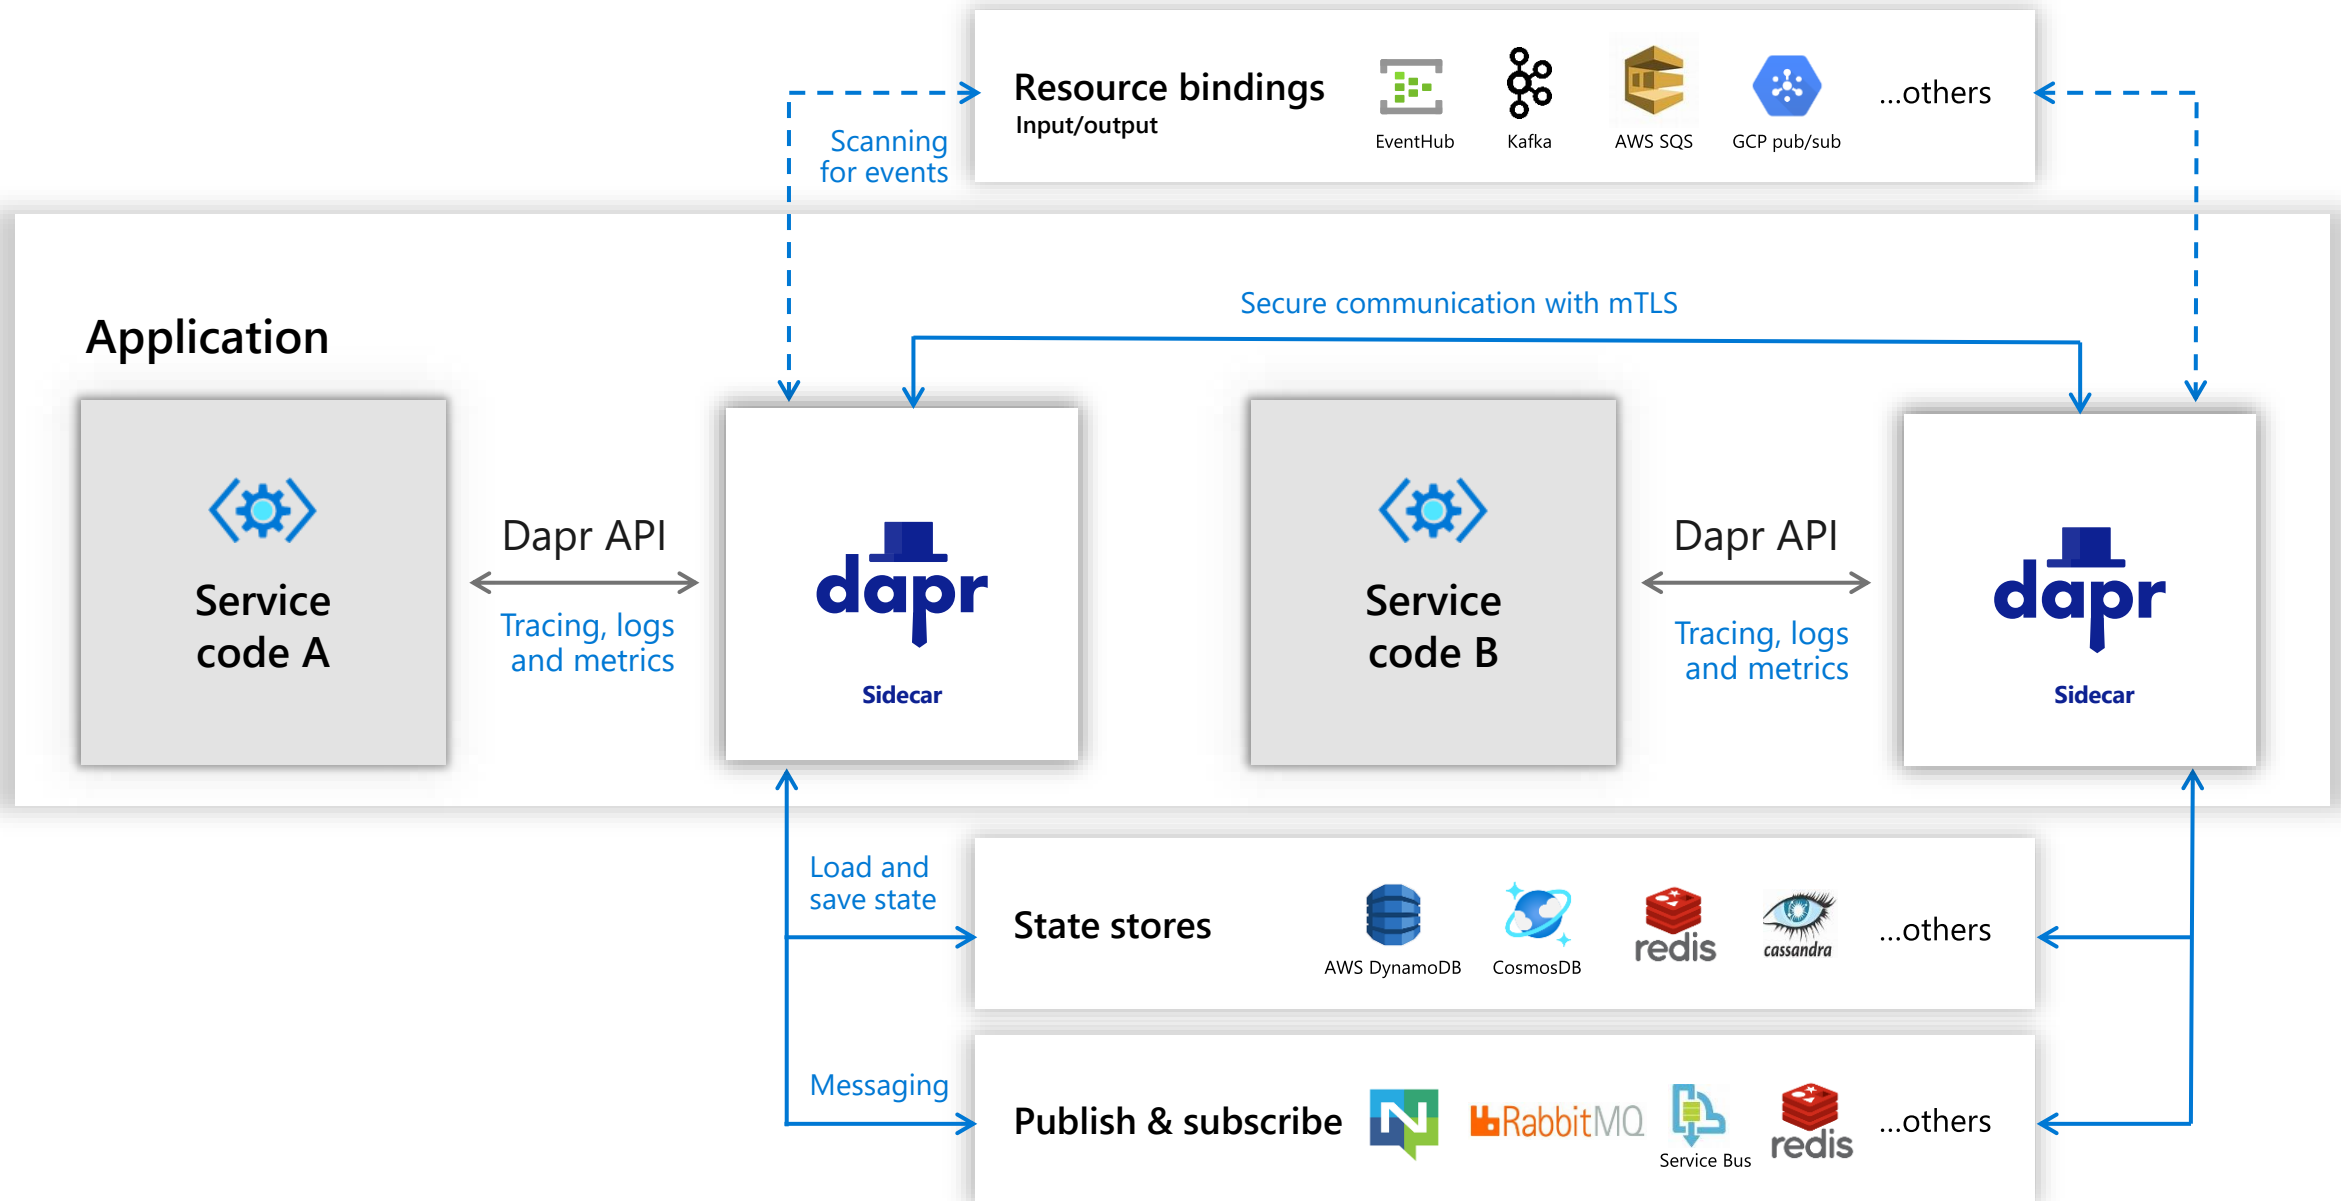 Resource bindings
Input/output
EventHub
Kafka
AWS SQS
GCP pub/sub
...others
Scanning
for events
Secure communication with mTLS
Application
Service
code A
Dapr API
Tracing, logs
and metrics
dapr
Sidecar
Service
code B
Dapr API
Tracing, logs
and metrics
dapr
Sidecar
Load and
save state
State stores
AWS DynamoDB
CosmosDB
redis
cassandra
...others
Messaging
Publish & subscribe
N
RabbitMQ
Service Bus
redis
...others